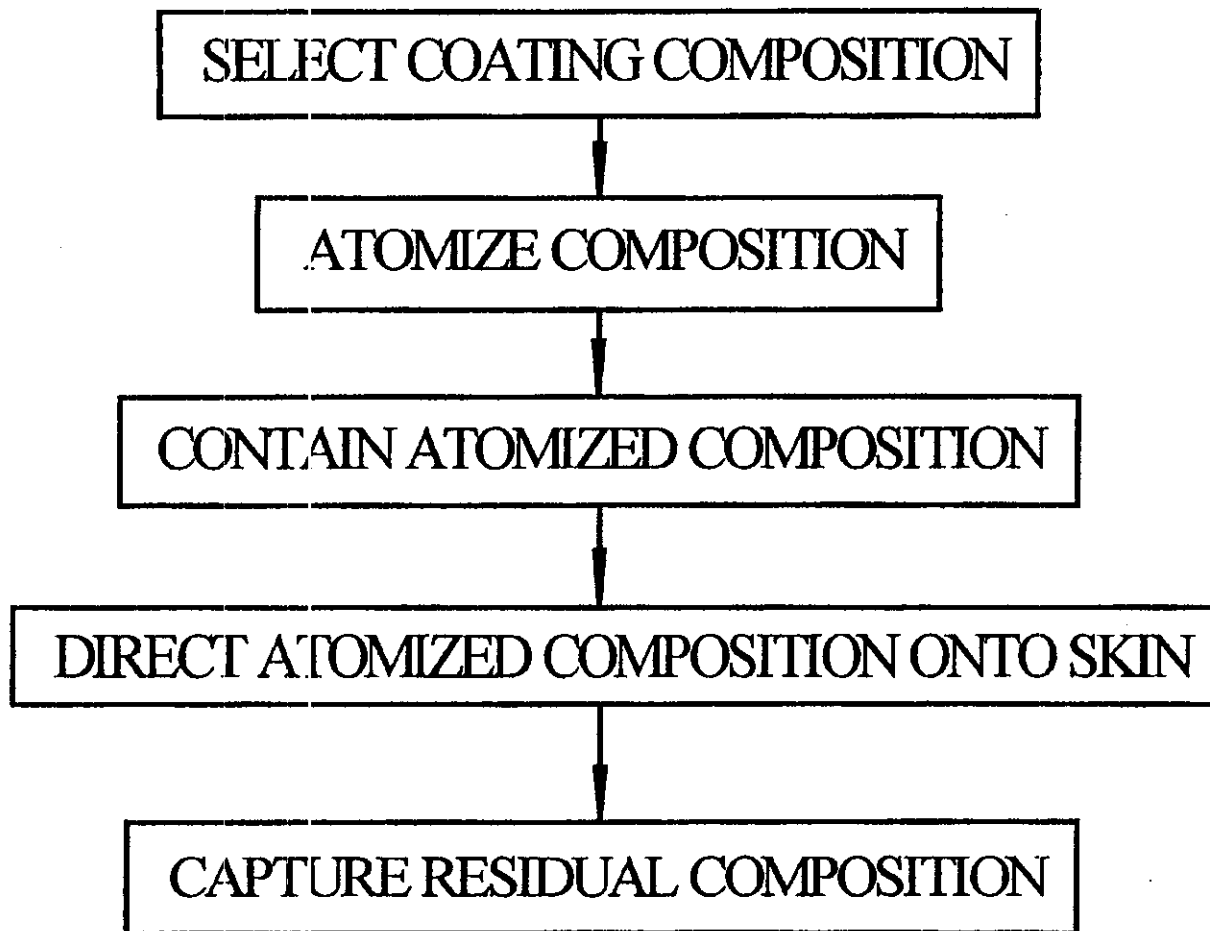 SELECT COATING COMPOSITION
ATOMIZE COMPOSITION
CONTAIN ATOMIZED COMPOSITION
DIRECT ATOMIZED COMPOSITION ONTO SKIN
CAPTURE RESIDUAL COMPOSITION